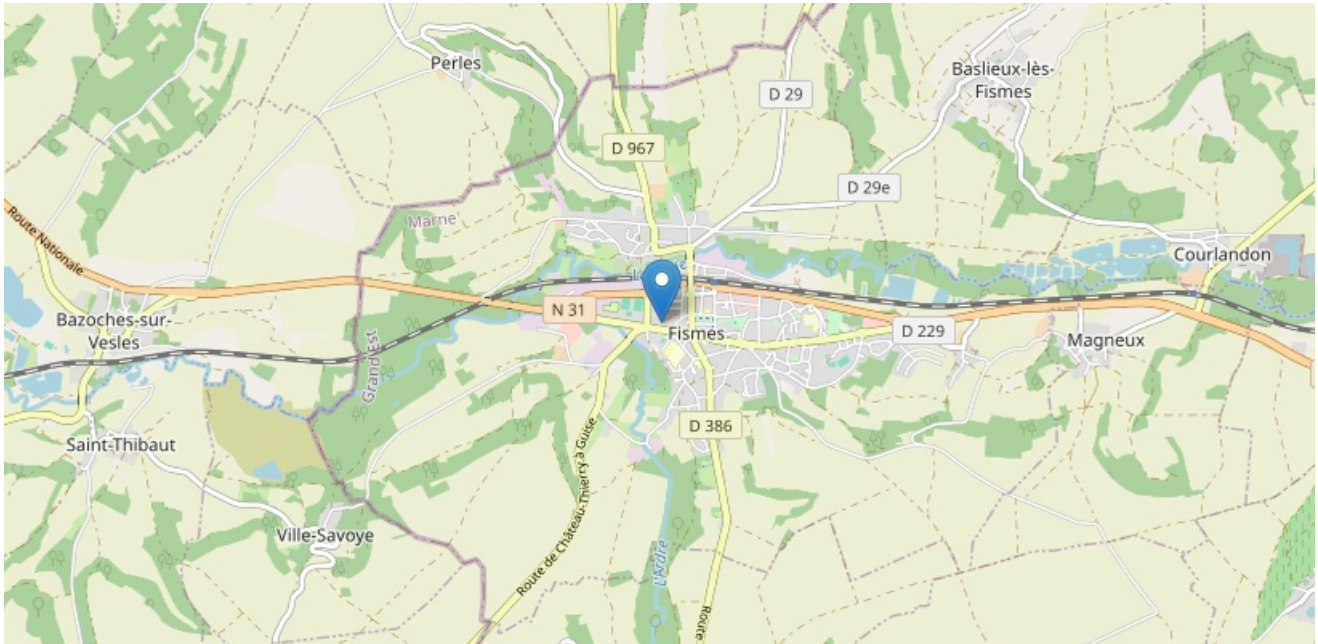 Perles
Baslieux-lès-
Fismes
D 29
D 967
D 29e
Marne
Route Nationale
Courlandon
N 31
Bazoches-sur-
Vesles
Fismes
D 229
Magneux
Grand Est
D 386
Saint-Thibaut
Ville-Savoye
Route de Château-Thierry à Guise
L'Ardre
Route